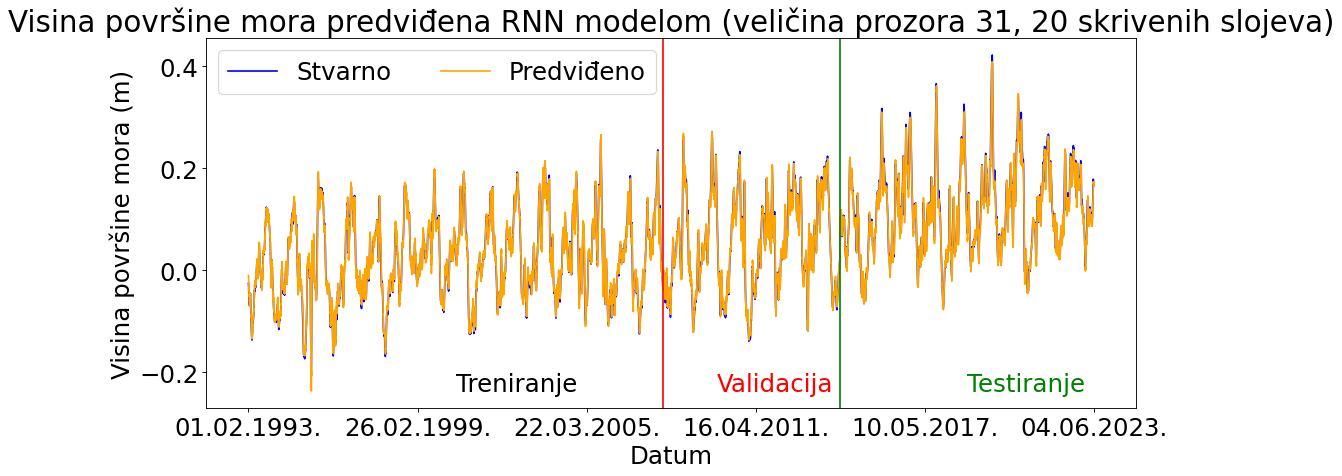 Visina površine mora predviđena RNN modelom (veličina prozora 31, 20 skrivenih slojeva)
Stvarno
Predviđeno
Visina površine mora (m)
0.4
0.2
0.0
−0.2
Treniranje
Validacija
Testiranje
01.02.1993.
26.02.1999.
22.03.2005.
16.04.2011.
10.05.2017.
04.06.2023.
Datum